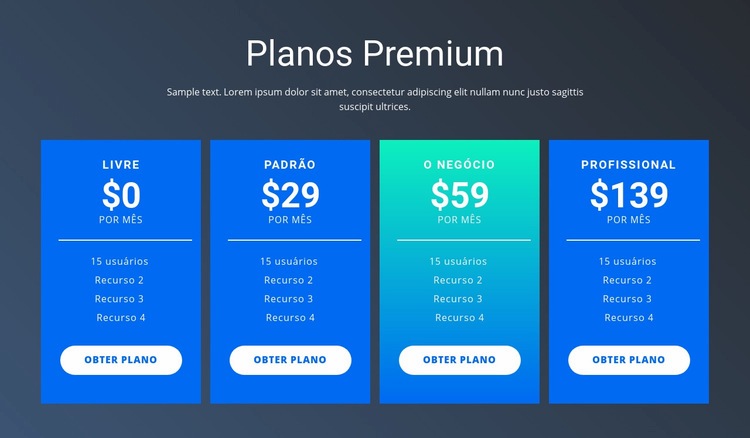 Planos Premium
Sample text. Lorem ipsum dolor sit amet, consectetur adipiscing elit nullam nunc justo sagittis
suscipit ultrices.
LIVRE
$0
POR MÊS
15 usuários
Recurso 2
Recurso 3
Recurso 4
OBTER PLANO
PADRÃO
$29
POR MÊS
15 usuários
Recurso 2
Recurso 3
Recurso 4
OBTER PLANO
O NEGÓCIO
$59
POR MÊS
15 usuários
Recurso 2
Recurso 3
Recurso 4
OBTER PLANO
PROFISSIONAL
$139
POR MÊS
15 usuários
Recurso 2
Recurso 3
Recurso 4
OBTER PLANO